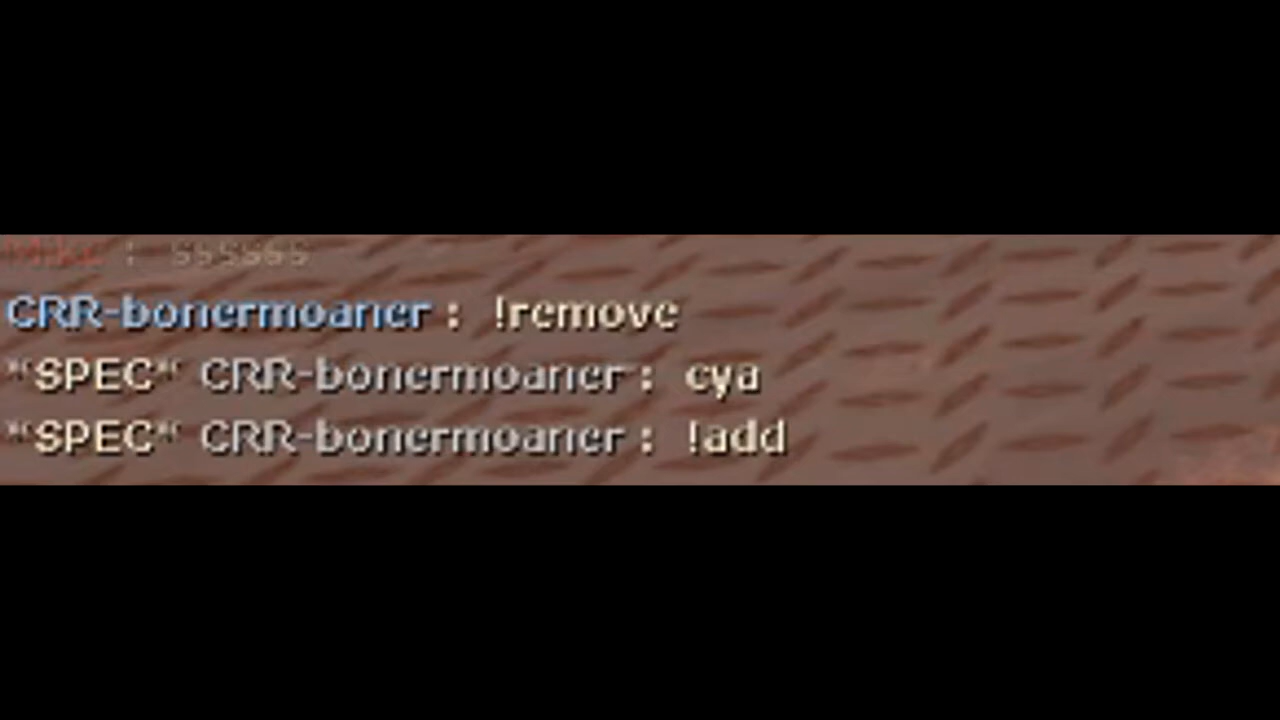 CRR-bonermoaner : !remove
*SPEC* CRR-bonermoaner : cya
*SPEC* CRR-bonermoaner : !add